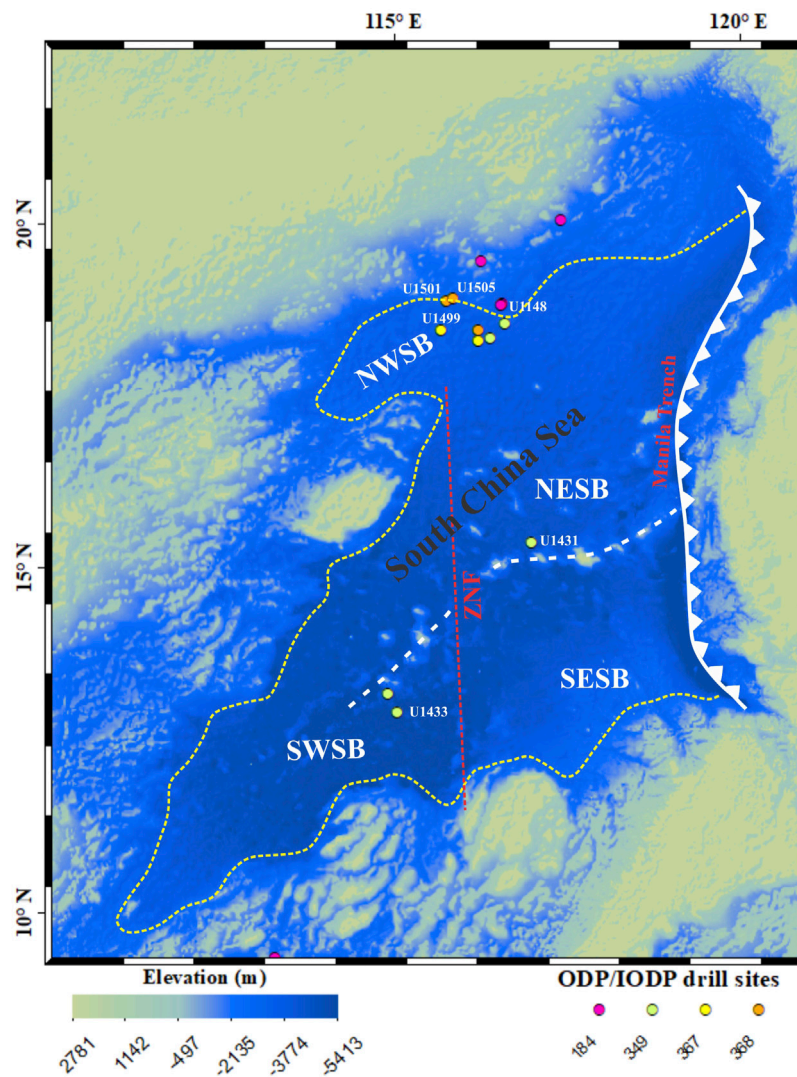 115° E
120° E
20° N
15° N
10° N
U1501
U1505
U1148
U1499
NWSB
Manila Trench
South China Sea
NESB
U1431
ZNF
SESB
U1433
SWSB
Elevation (m)
2781
1142
-497
-2135
-3774
-5413
ODP/IODP drill sites
184
349
367
368